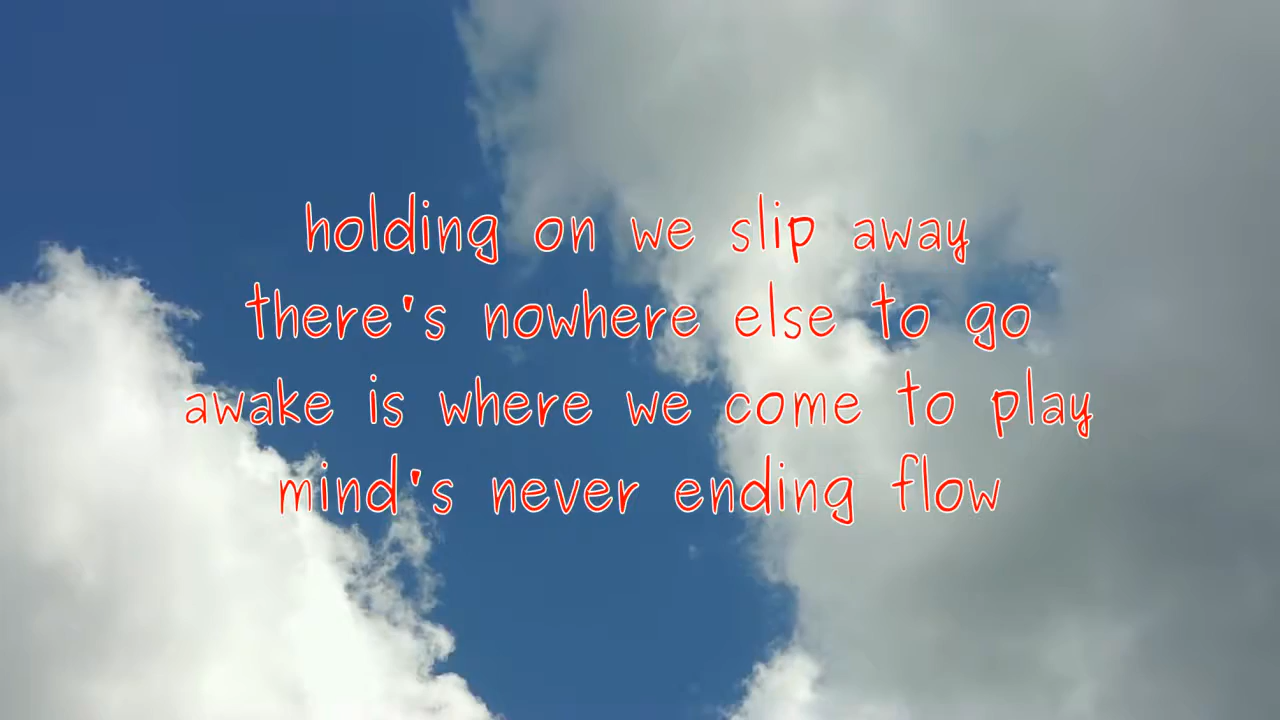 holding on we slip away
there's nowhere else to go
awake is where we come to play
mind's never ending flow